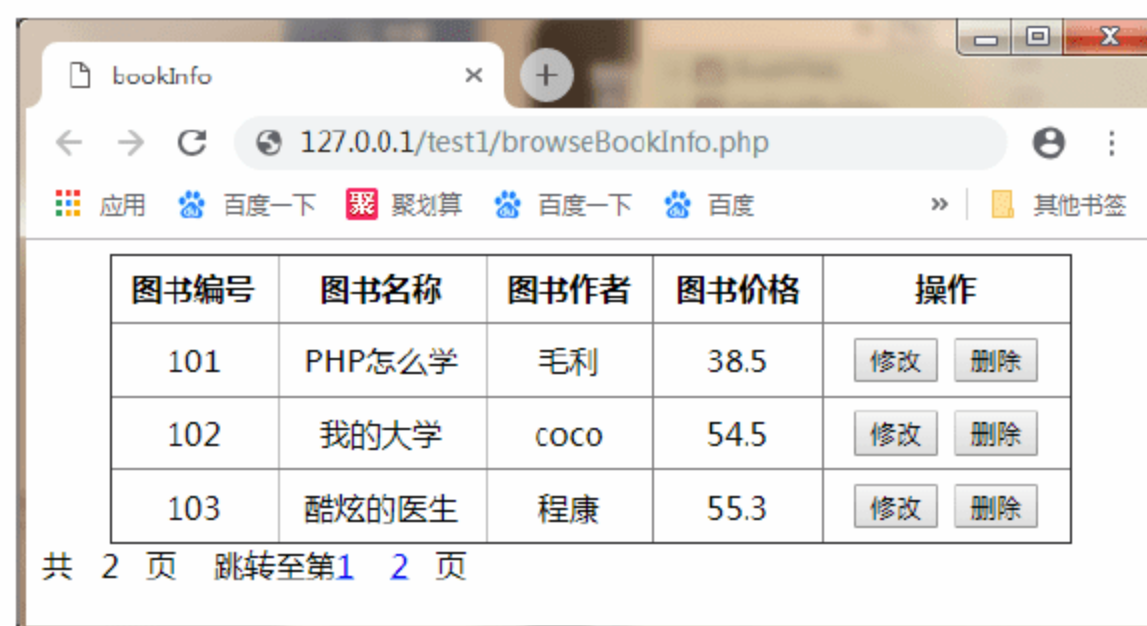 bookInfo
127.0.0.1/test1/browseBookInfo.php
应用 百度一下 聚 聚划算 百度一下 百度 » 其他书签
图书编号 图书名称 图书作者 图书价格 操作
101 PHP怎么学 毛利 38.5 修改 删除
102 我的大学 coco 54.5 修改 删除
103 酷炫的医生 程康 55.3 修改 删除
共 2 页 跳转至第1 2 页